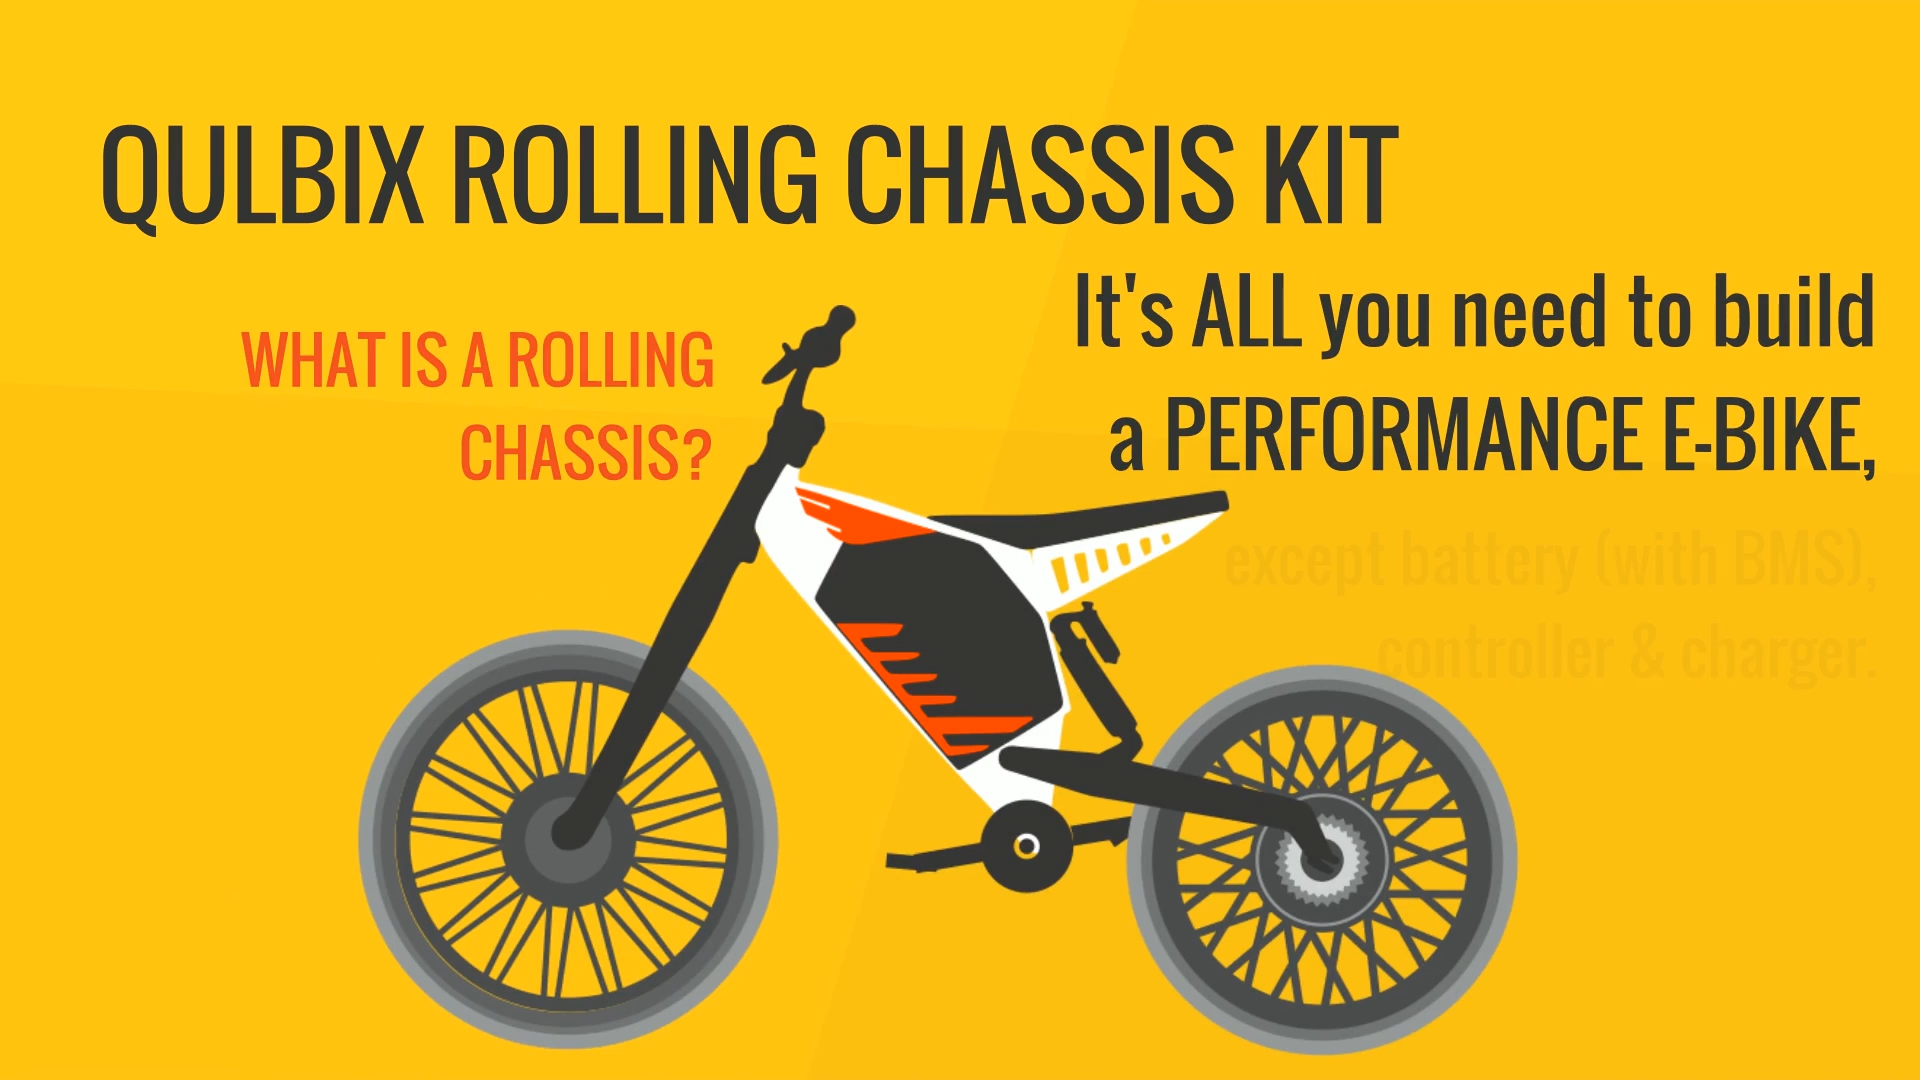 QULBIX ROLLING CHASSIS KIT
WHAT IS A ROLLING
CHASSIS?
It's ALL you need to build
a PERFORMANCE E-BIKE,
except battery (with BMS),
controller & charger.